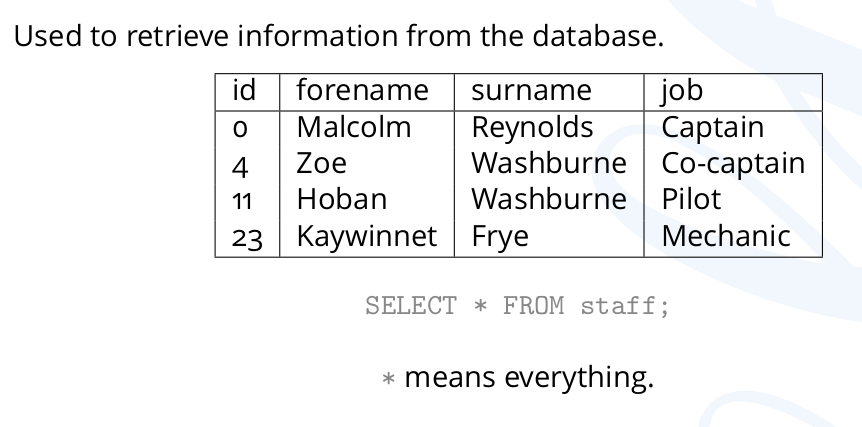 Used to retrieve information from the database.
id forename surname job
0 Malcolm Reynolds Captain
4 Zoe Washburne Co-captain
11 Hoban Washburne Pilot
23 Kaywinnet Frye Mechanic
SELECT * FROM staff;
* means everything.